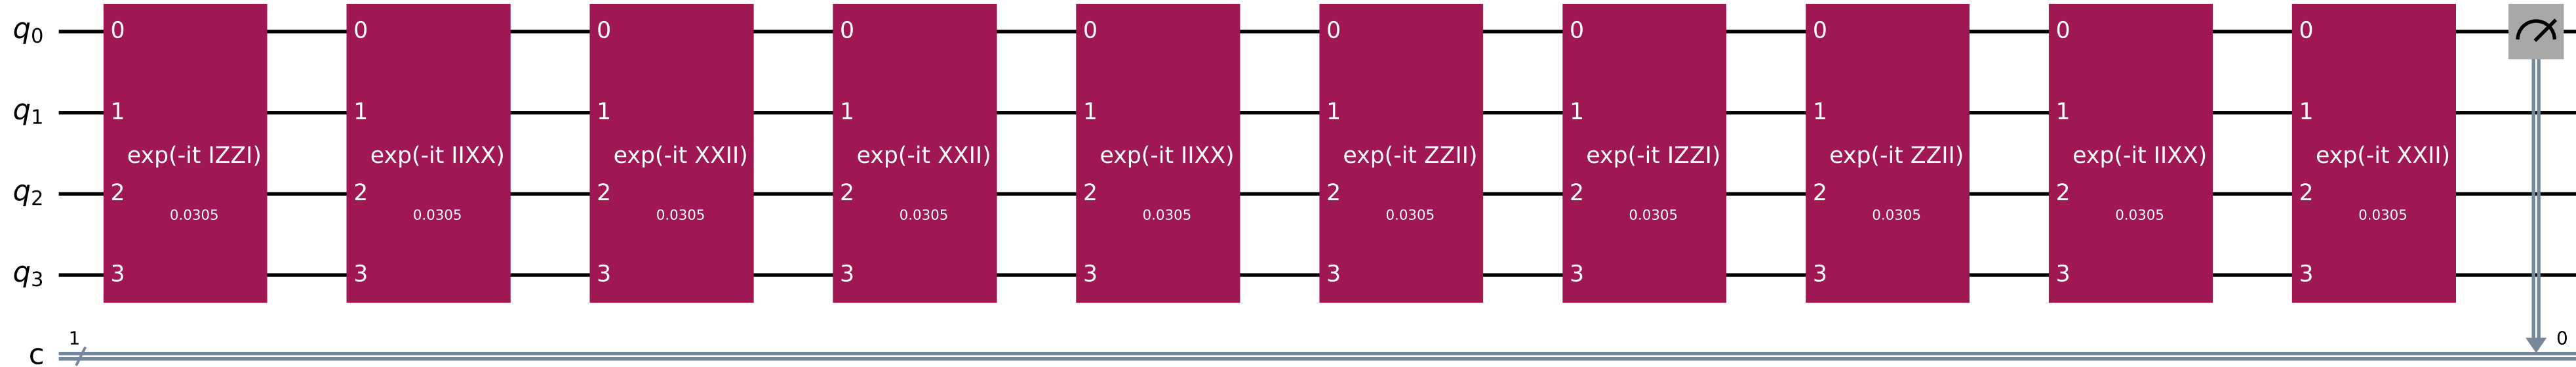 q0 0 0 0 0 0 0 0 0 0 0
q1 1 1 1 1 1 1 1 1 1 1
exp(-it IZZI) exp(-it IIXX) exp(-it XXII) exp(-it XXII) exp(-it IIXX) exp(-it ZZII) exp(-it IZZI) exp(-it ZZII) exp(-it IIXX) exp(-it XXII)
q2 2 2 2 2 2 2 2 2 2 2
0.0305 0.0305 0.0305 0.0305 0.0305 0.0305 0.0305 0.0305 0.0305 0.0305
q3 3 3 3 3 3 3 3 3 3 3
1 0
c